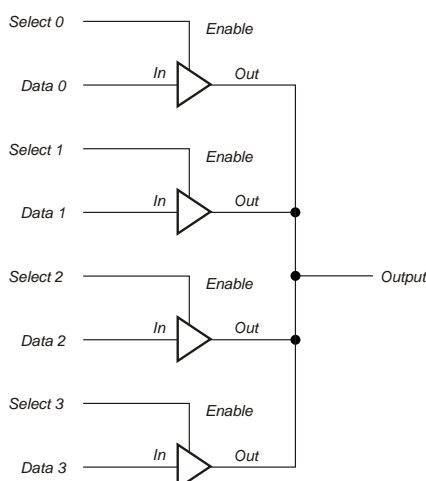 Select 0
Enable
In
Out
Data 0
Select 1
Enable
In
Out
Data 1
Select 2
Enable
Output
In
Out
Data 2
Select 3
Enable
In
Out
Data 3